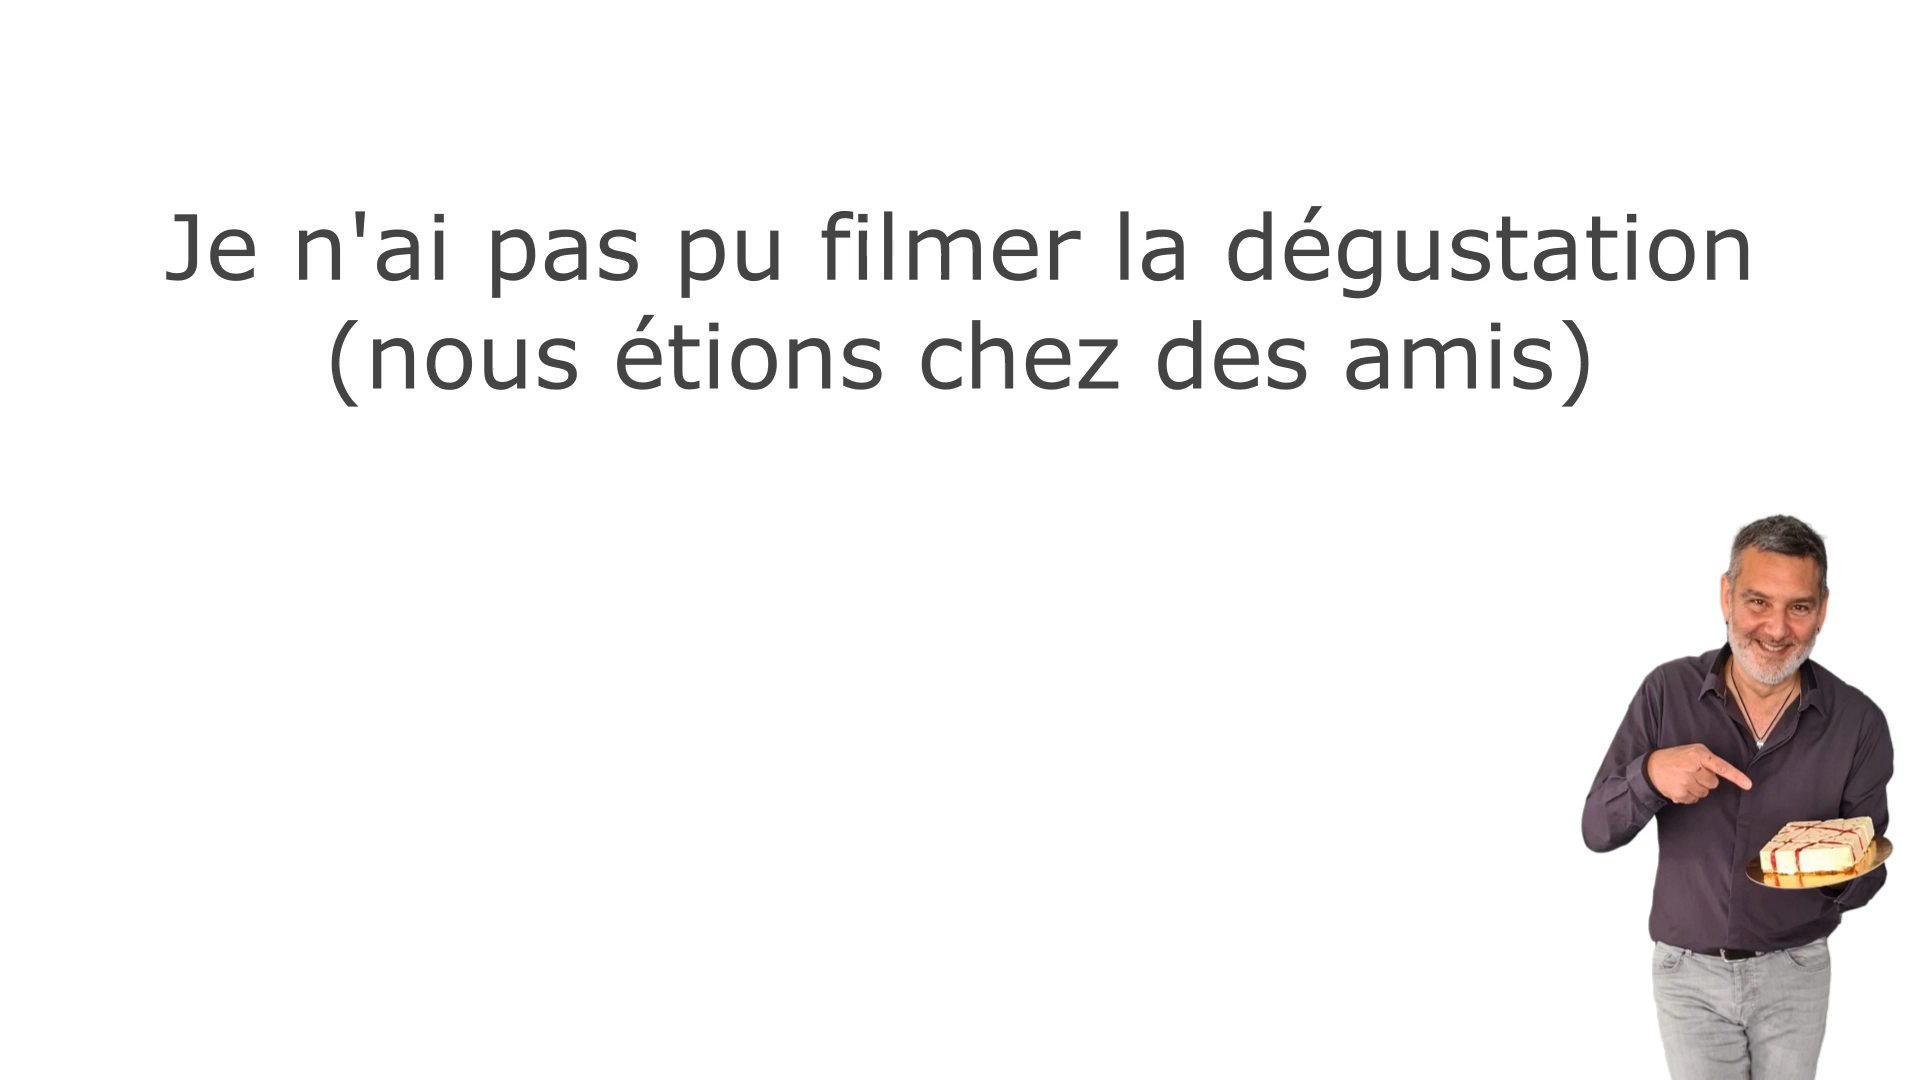 Je n'ai pas pu filmer la dégustation
(nous étions chez des amis)